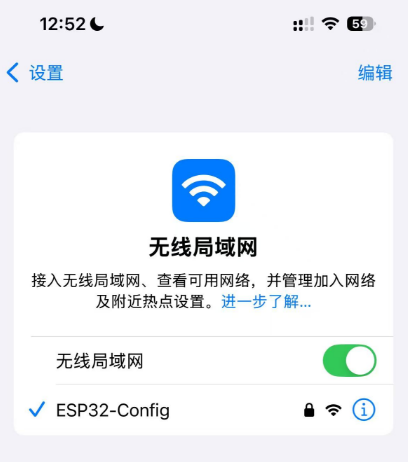 12:52
59
设置
编辑
无线局域网
接入无线局域网、查看可用网络，并管理加入网络
及附近热点设置。进一步了解...
无线局域网
ESP32-Config